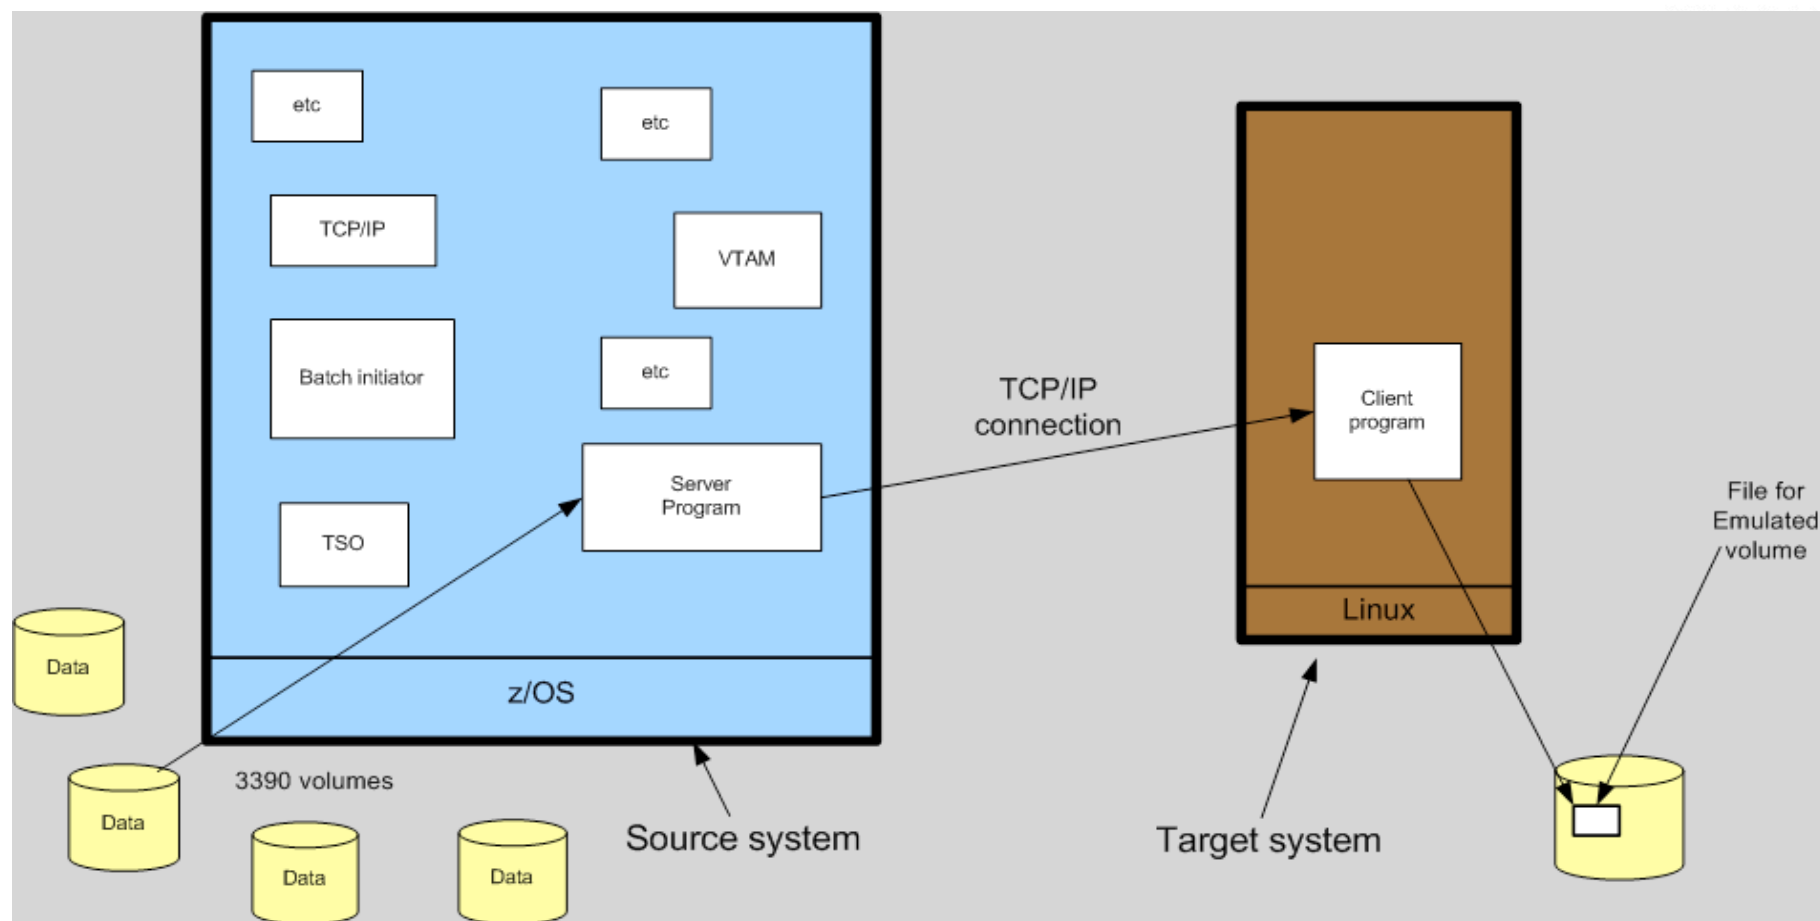 etc
etc
TCP/IP
VTAM
Batch initiator
etc
TCP/IP
connection
Client
program
Server
Program
File for
Emulated
volume
TSO
Linux
Data
z/OS
3390 volumes
Data
Source system
Target system
Data
Data